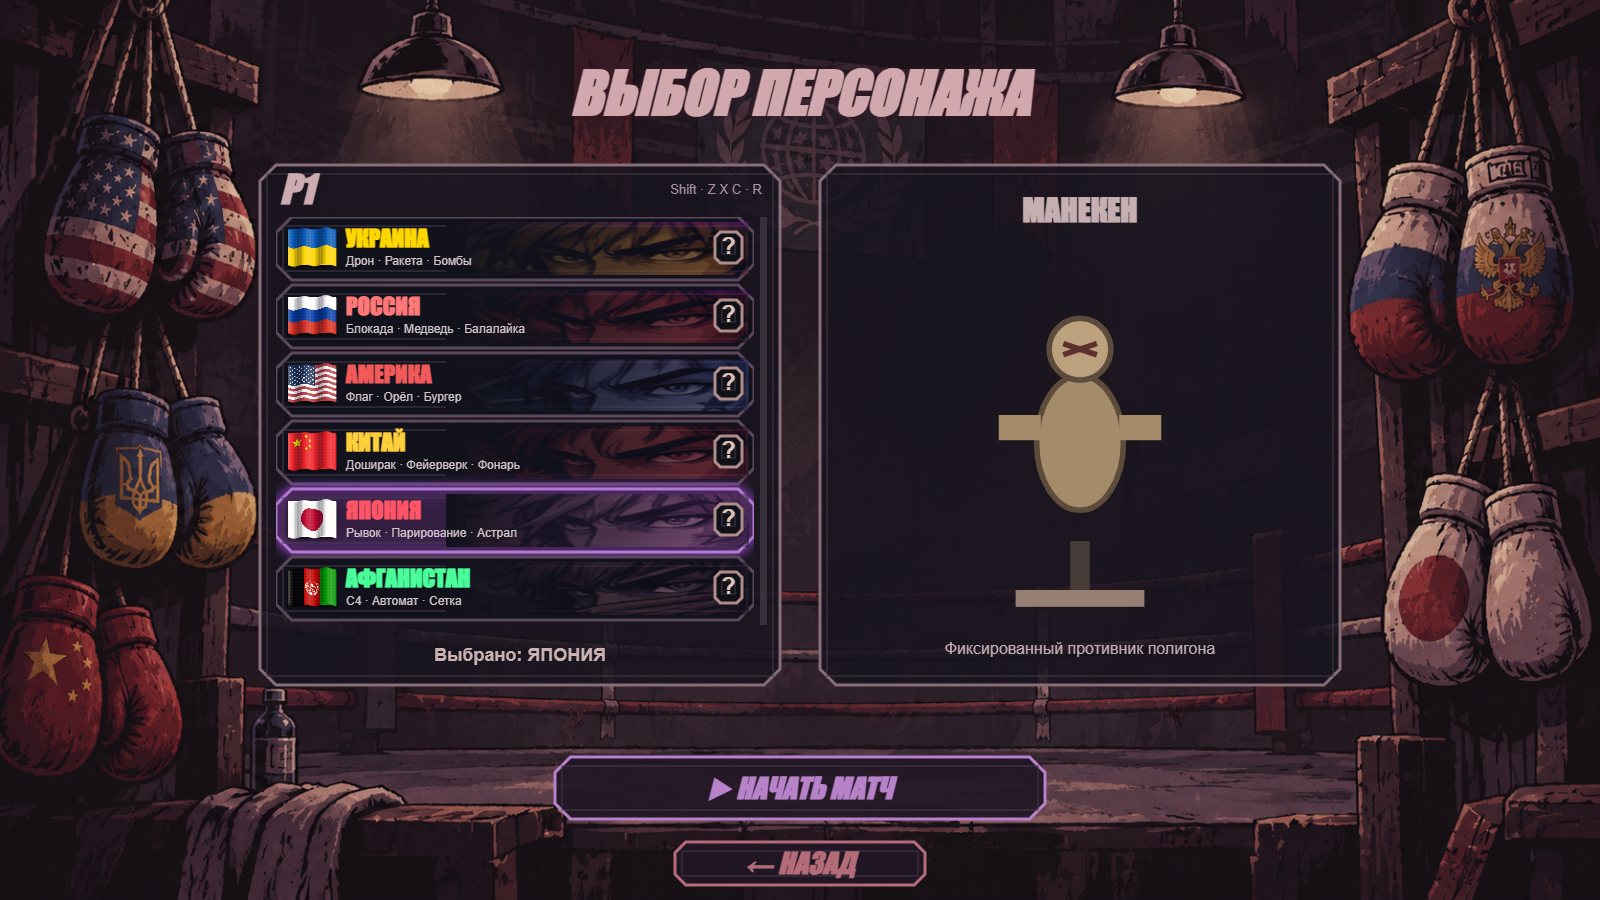 ВЫБОР ПЕРСОНАЖА
P1
Shift · Z X C · R
УКРАИНА
Дрон · Ракета · Бомбы
?
РОССИЯ
Блокада · Медведь · Балалайка
?
АМЕРИКА
Флаг · Орёл · Бургер
?
КИТАЙ
Доширак · Фейерверк · Фонарь
?
ЯПОНИЯ
Рывок · Парирование · Астрал
?
АФГАНИСТАН
С4 · Автомат · Сетка
?
Выбрано: ЯПОНИЯ
МАНЕКЕН
Фиксированный противник полигона
▶ НАЧАТЬ МАТЧ
← НАЗАД